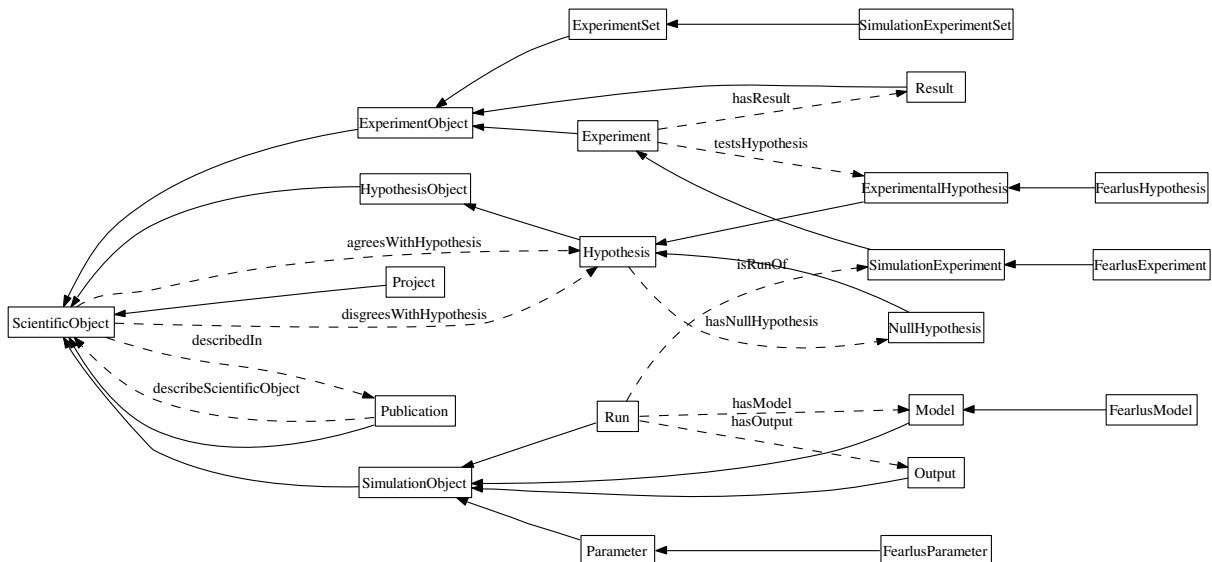 ExperimentSet
SimulationExperimentSet
Result
hasResult
ExperimentObject
Experiment
testsHypothesis
HypothesisObject
ExperimentalHypothesis
FearlusHypothesis
agreesWithHypothesis
Hypothesis
isRunOf
SimulationExperiment
FearlusExperiment
Project
disgreesWithHypothesis
ScientificObject
hasNullHypothesis
NullHypothesis
describedIn
describeScientificObject
Publication
Run
hasModel
hasOutput
Model
FearlusModel
SimulationObject
Output
Parameter
FearlusParameter